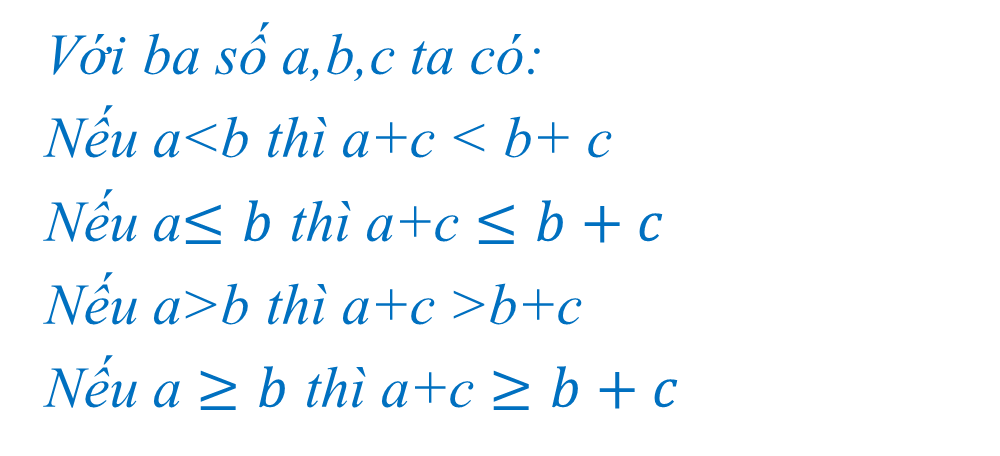 Với ba số a,b,c ta có:
Nếu a<b thì a+c < b+ c
Nếu a≤ b thì a+c ≤ b + c
Nếu a>b thì a+c >b+c
Nếu a ≥ b thì a+c ≥ b + c